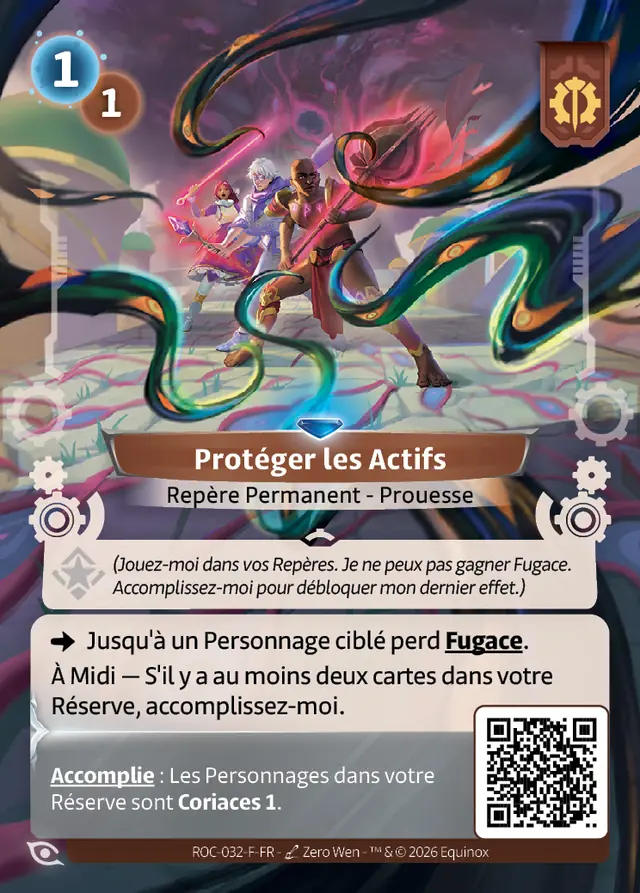 1
1
Protéger les Actifs
Repère Permanent - Prouesse
(Jouez-moi dans vos Repères. Je ne peux pas gagner Fugace.
Accomplissez-moi pour débloquer mon dernier effet.)
Jusqu'à un Personnage ciblé perd Fugace.
À Midi — S'il y a au moins deux cartes dans votre
Réserve, accomplissez-moi.
Accomplie : Les Personnages dans votre
Réserve sont Coriaces 1.
ROC-032-F-FR - Zero Wen - ™ & © 2026 Equinox